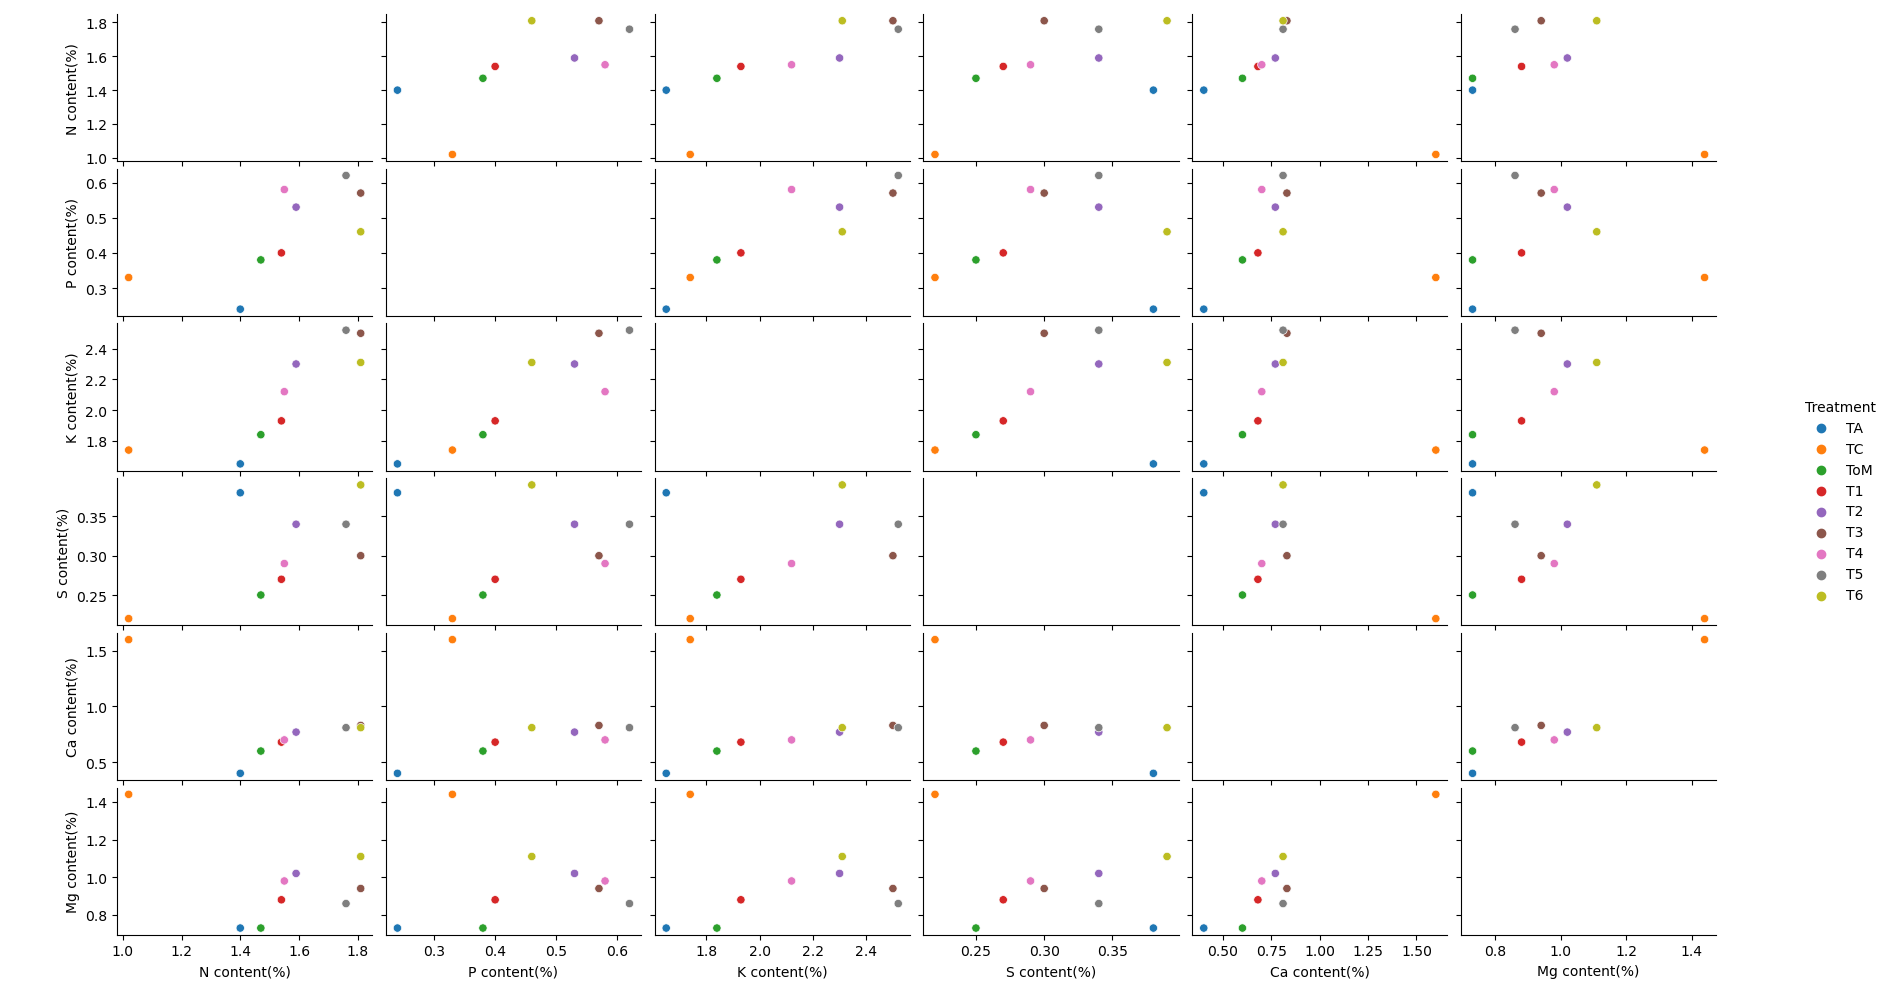 N content(%)
1.8
1.6
1.4
1.2
1.0
P content(%)
0.6
0.5
0.4
0.3
K content(%)
2.4
2.2
2.0
1.8
S content(%)
0.35
0.30
0.25
Ca content(%)
1.5
1.0
0.5
Mg content(%)
1.4
1.2
1.0
0.8
1.0 1.2 1.4 1.6 1.8
N content(%)
0.3 0.4 0.5 0.6
P content(%)
1.8 2.0 2.2 2.4
K content(%)
0.25 0.30 0.35
S content(%)
0.50 0.75 1.00 1.25 1.50
Ca content(%)
0.8 1.0 1.2 1.4
Mg content(%)
Treatment
TA
TC
ToM
T1
T2
T3
T4
T5
T6